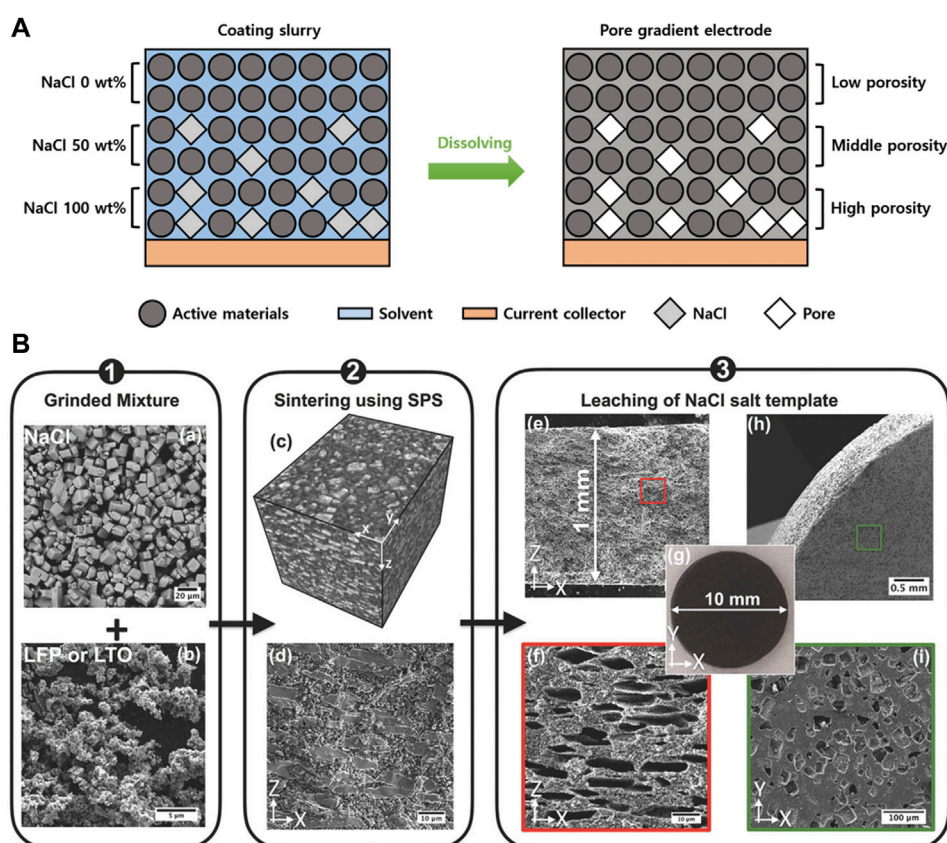 A
Coating slurry
Pore gradient electrode
NaCl 0 wt%
NaCl 50 wt%
NaCl 100 wt%
Dissolving
Low porosity
Middle porosity
High porosity
Active materials
Solvent
Current collector
NaCl
Pore
B
1
Grinded Mixture
NaCl
(a)
20 µm
+
LFP or LTO
(b)
5 µm
2
Sintering using SPS
(c)
x
y
z
(d)
Z
X
10 µm
3
Leaching of NaCl salt template
(e)
1 mm
Z
X
(h)
0.5 mm
(g)
10 mm
Y
X
(f)
Z
X
10 µm
(i)
Y
X
100 µm